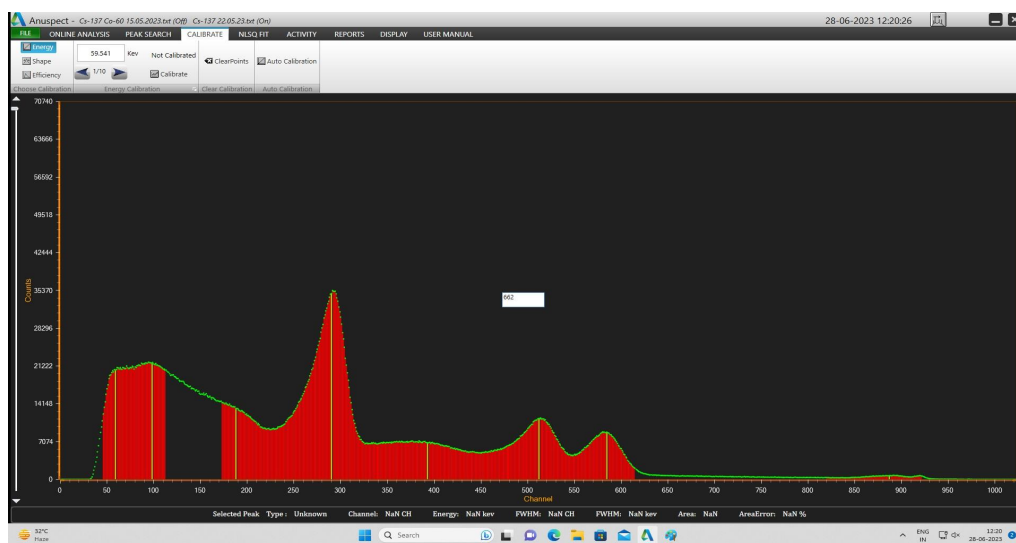 Anuspect - Cs-137 Co-60 15.05.2023.txt (Off) Cs-137 22.05.23.txt (On) 28-06-2023 12:20:26
FILE ONLINE ANALYSIS PEAK SEARCH CALIBRATE NLSQ FIT ACTIVITY REPORTS DISPLAY USER MANUAL
Energy 59.541 Kev Not Calibrated
Shape ClearPoints Auto Calibration
Efficiency 1/10 Calibrate
Choose Calibration Energy Calibration Clear Calibration Auto Calibration
70740
63666
56592
49518
42444
Counts
35370
662
28296
21222
14148
7074
0
0 50 100 150 200 250 300 350 400 450 500 550 600 650 700 750 800 850 900 950 1000
Channel
Selected Peak Type : Unknown Channel: NaN CH Energy: NaN kev FWHM: NaN CH FWHM: NaN kev Area: NaN AreaError: NaN %
32°C
Haze
Search
ENG
IN
12:20
28-06-2023